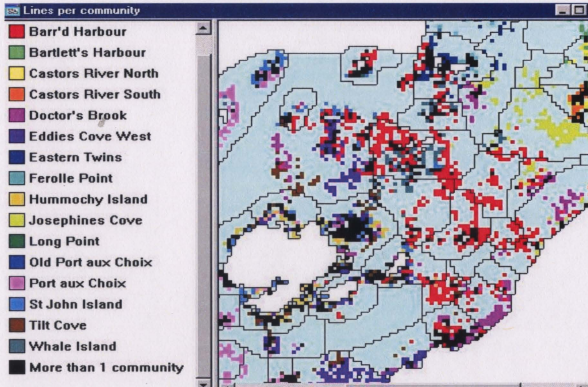 Lines per community
Barr'd Harbour
Bartlett's Harbour
Castors River North
Castors River South
Doctor's Brook
Eddies Cove West
Eastern Twins
Ferolle Point
Hummochy Island
Josephines Cove
Long Point
Old Port aux Choix
Port aux Choix
St John Island
Tilt Cove
Whale Island
More than 1 community